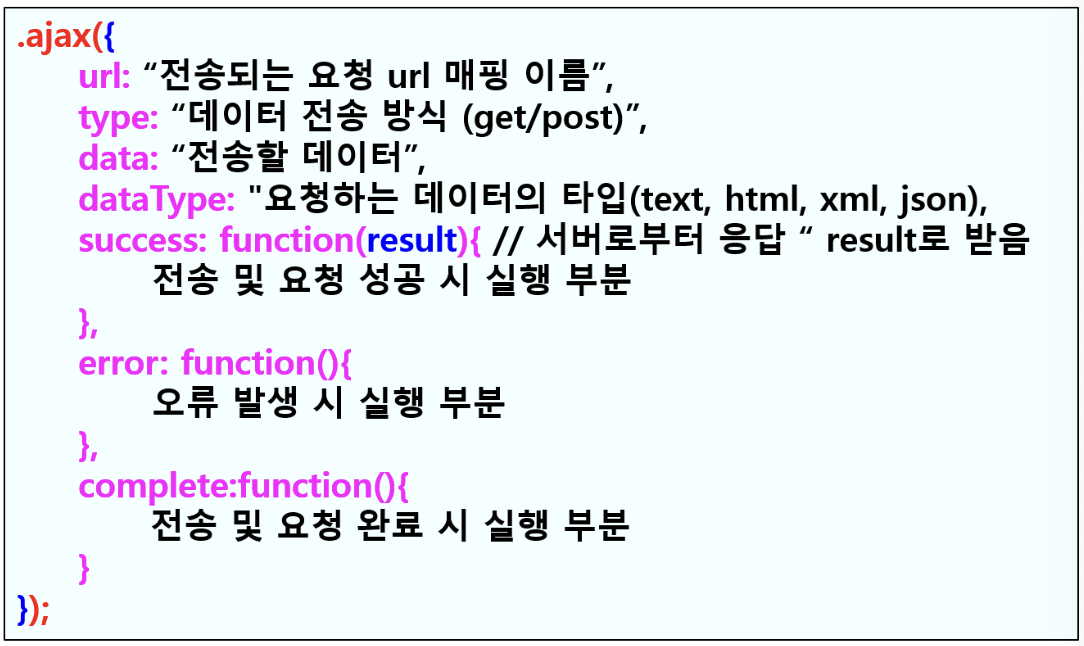 .ajax({
url: “전송되는 요청 url 매핑 이름”,
type: “데이터 전송 방식 (get/post)”,
data: “전송할 데이터”,
dataType: "요청하는 데이터의 타입(text, html, xml, json),
success: function(result){ // 서버로부터 응답 “ result로 받음
전송 및 요청 성공 시 실행 부분
},
error: function(){
오류 발생 시 실행 부분
},
complete:function(){
전송 및 요청 완료 시 실행 부분
}
});